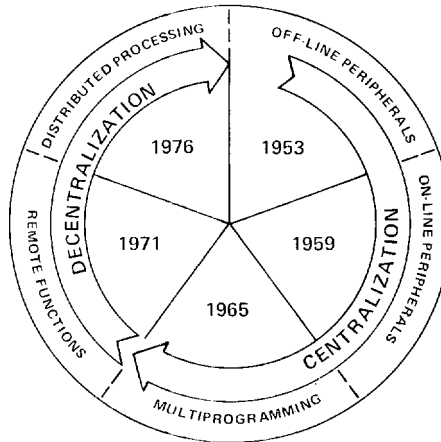 OFF-LINE PERIPHERALS
ON-LINE PERIPHERALS
MULTIPROGRAMMING
REMOTE FUNCTIONS
DISTRIBUTED PROCESSING
CENTRALIZATION
DECENTRALIZATION
1953
1959
1965
1971
1976